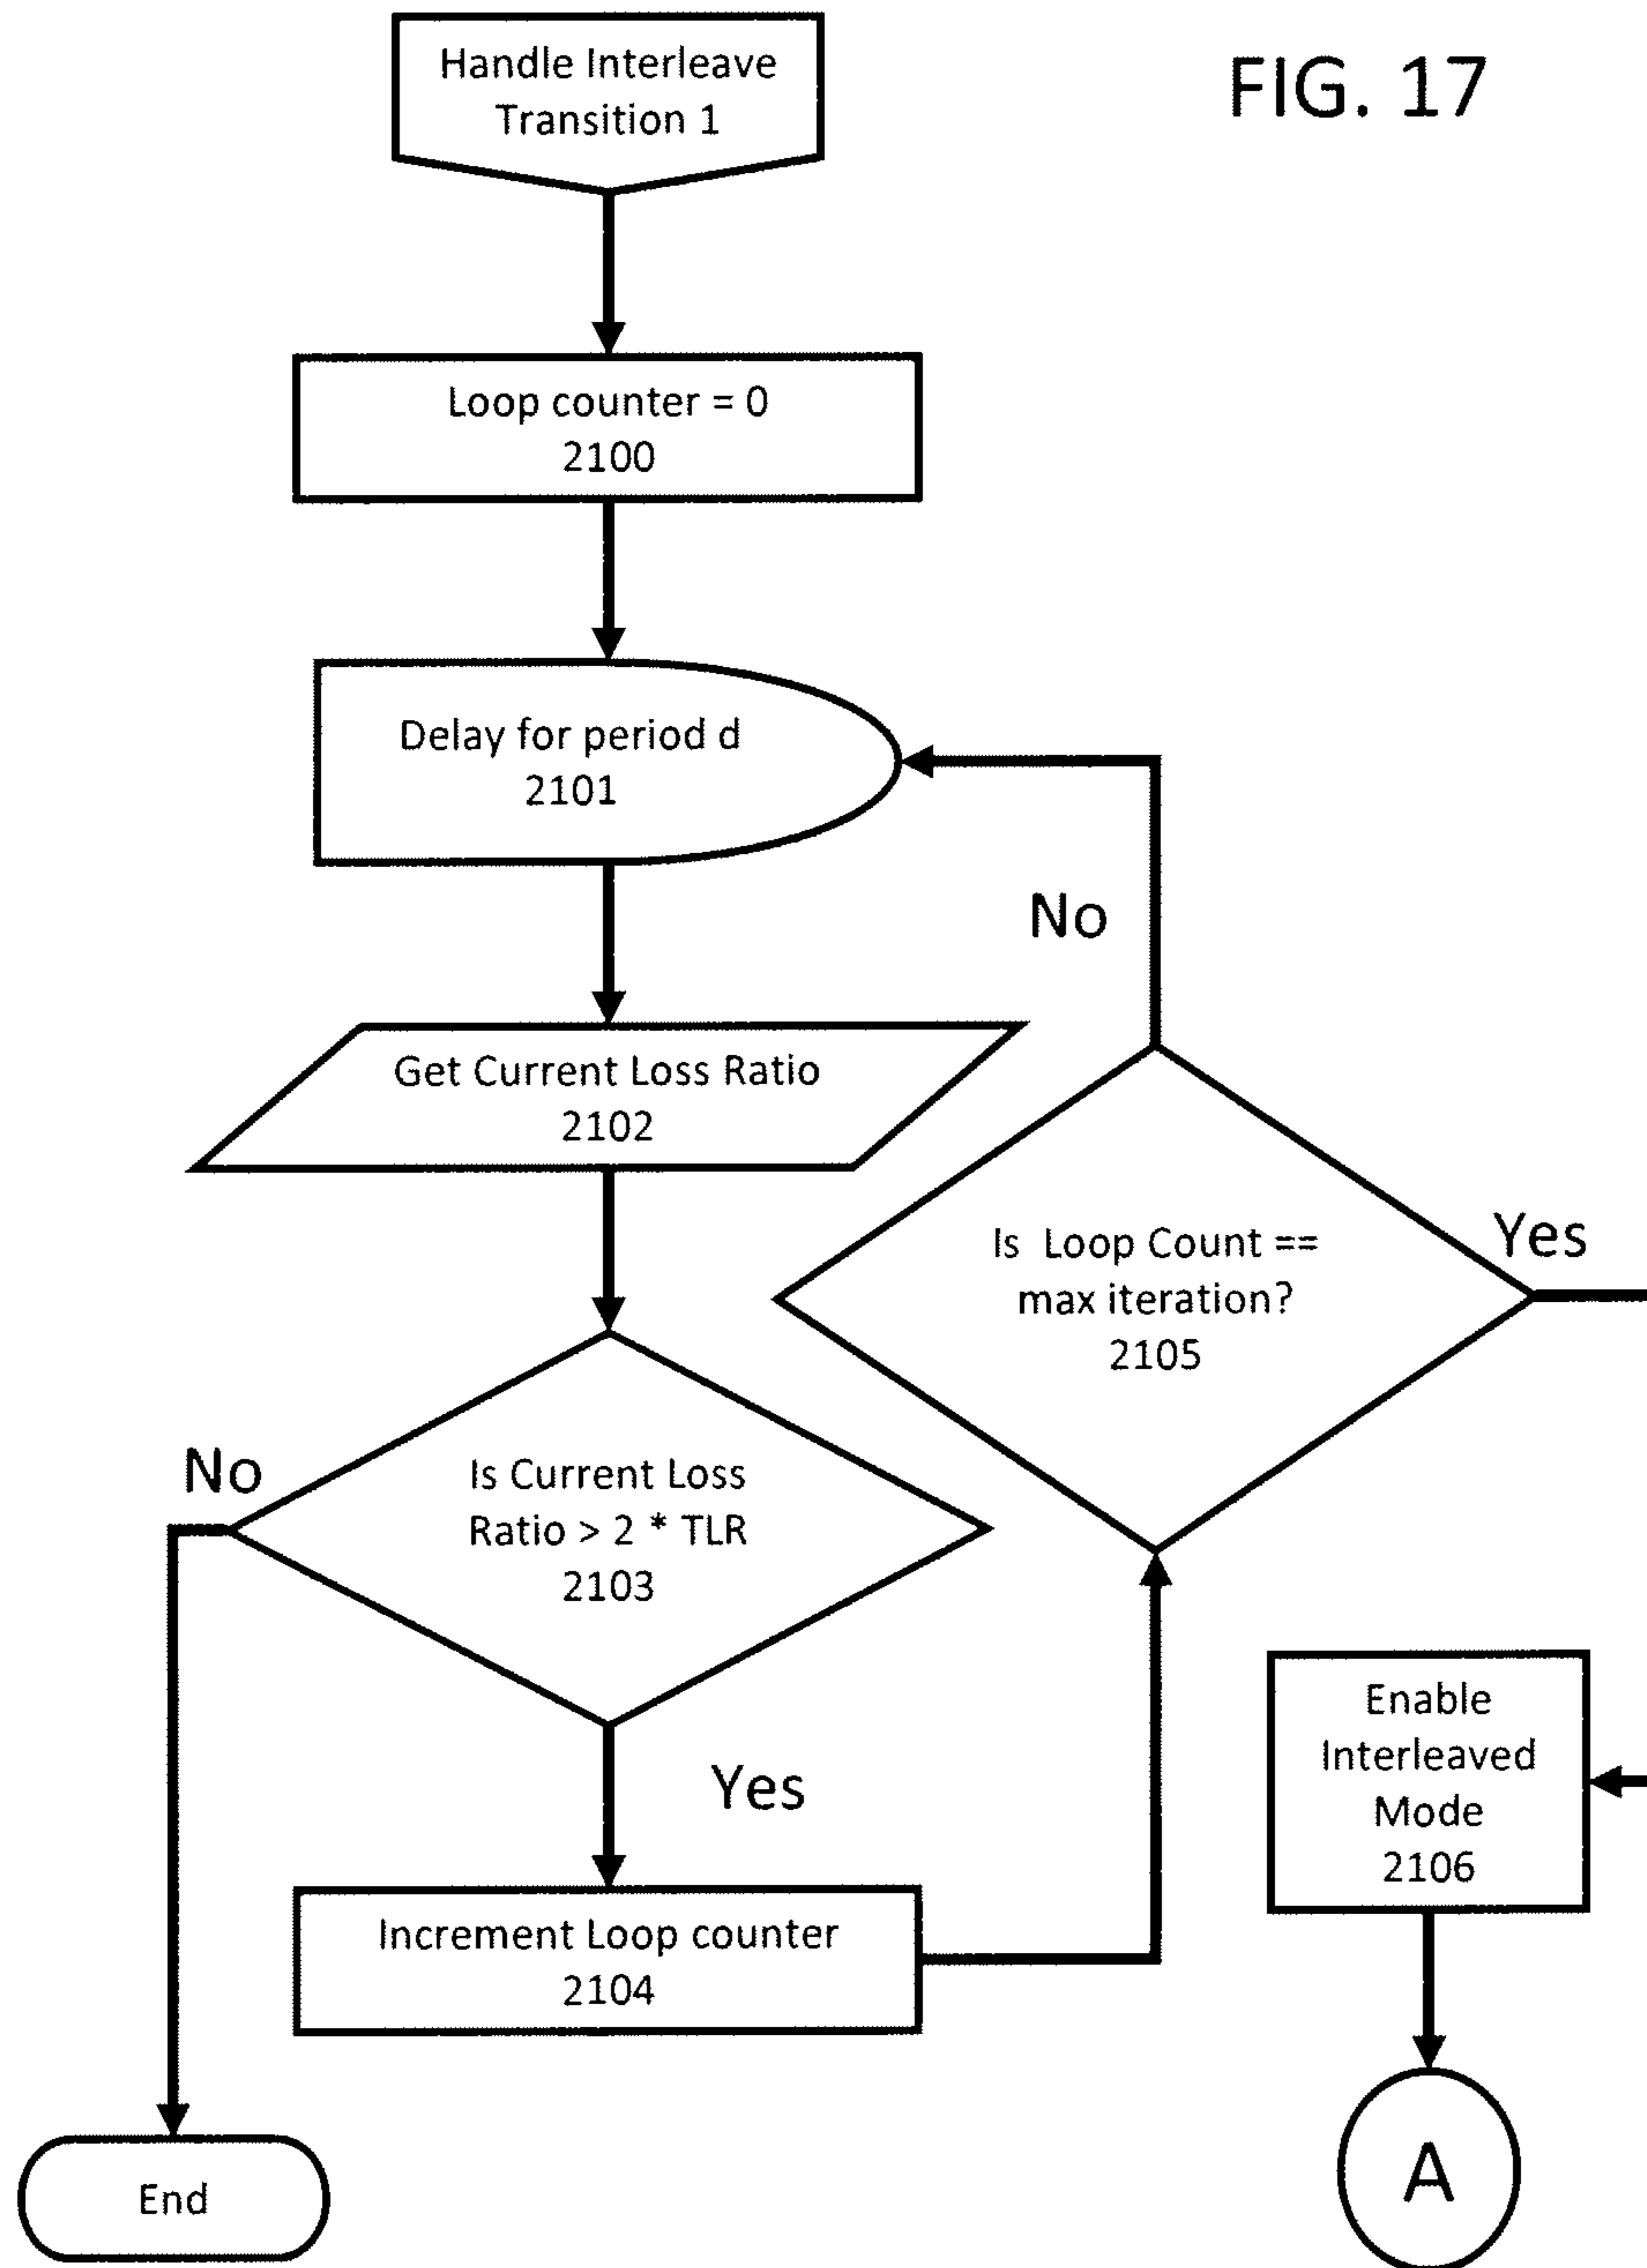 FIG. 17
Handle Interleave
Transition 1
Loop counter = 0
2100
Delay for period d
2101
No
Get Current Loss Ratio
2102
Is Loop Count ==
max iteration?
2105
Yes
No
Is Current Loss
Ratio > 2 * TLR
2103
Yes
Increment Loop counter
2104
Enable
Interleaved
Mode
2106
End
A